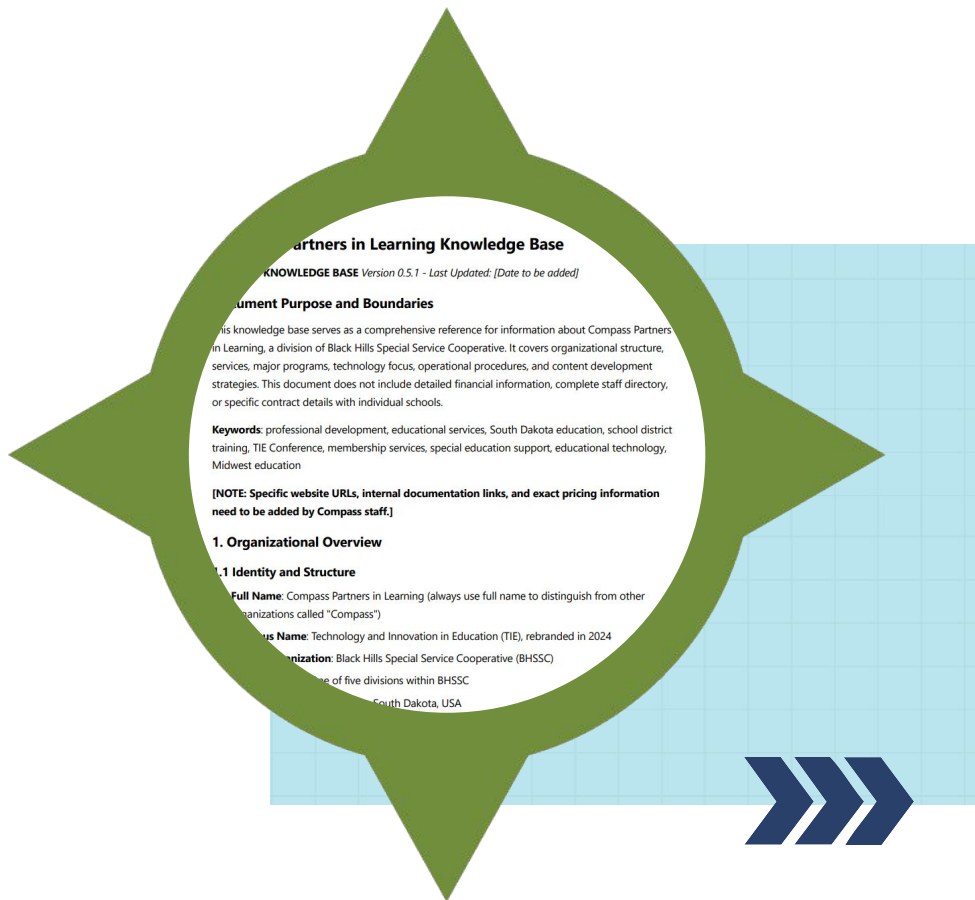 artners in Learning Knowledge Base
KNOWLEDGE BASE Version 0.5.1 - Last Updated: [Date to be added]
ument Purpose and Boundaries
is knowledge base serves as a comprehensive reference for information about Compass Partners
in Learning, a division of Black Hills Special Service Cooperative. It covers organizational structure,
services, major programs, technology focus, operational procedures, and content development
strategies. This document does not include detailed financial information, complete staff directory,
or specific contract details with individual schools.
Keywords: professional development, educational services, South Dakota education, school district
training, TIE Conference, membership services, special education support, educational technology,
Midwest education
[NOTE: Specific website URLs, internal documentation links, and exact pricing information
need to be added by Compass staff.]
1. Organizational Overview
.1 Identity and Structure
Full Name: Compass Partners in Learning (always use full name to distinguish from other
anizations called "Compass")
us Name: Technology and Innovation in Education (TIE), rebranded in 2024
nization: Black Hills Special Service Cooperative (BHSSC)
e of five divisions within BHSSC
South Dakota, USA